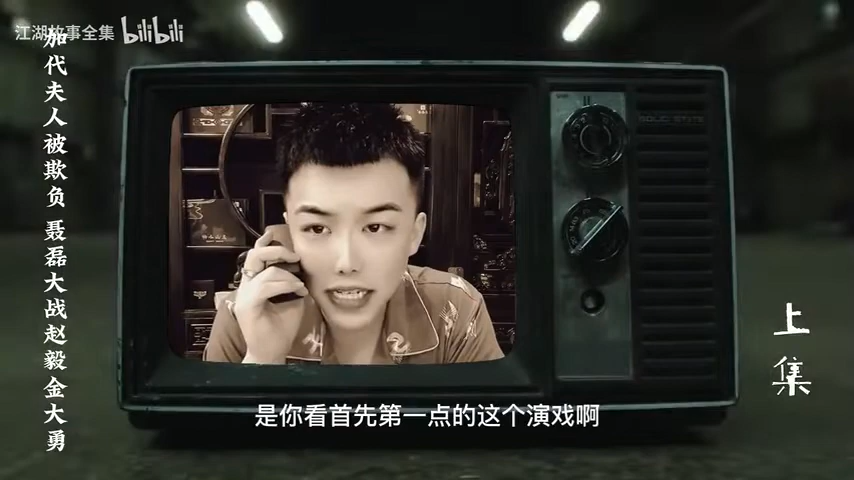 江湖故事全集 bilibili
加代夫人被欺负 聂磊大战赵毅金大勇
SOLID STATE
上集
是你看首先第一点的这个演戏啊